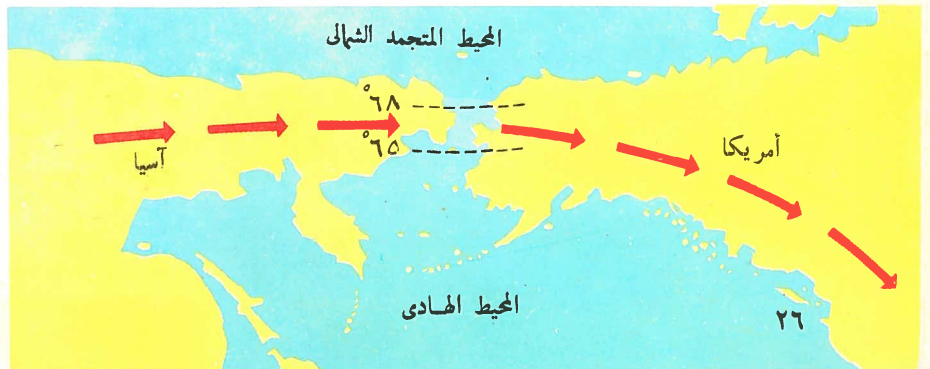 المحيط المتجمد الشمالى
°٦٨
°٦٥
آسيا
أمريكا
المحيط الهادى
٢٦